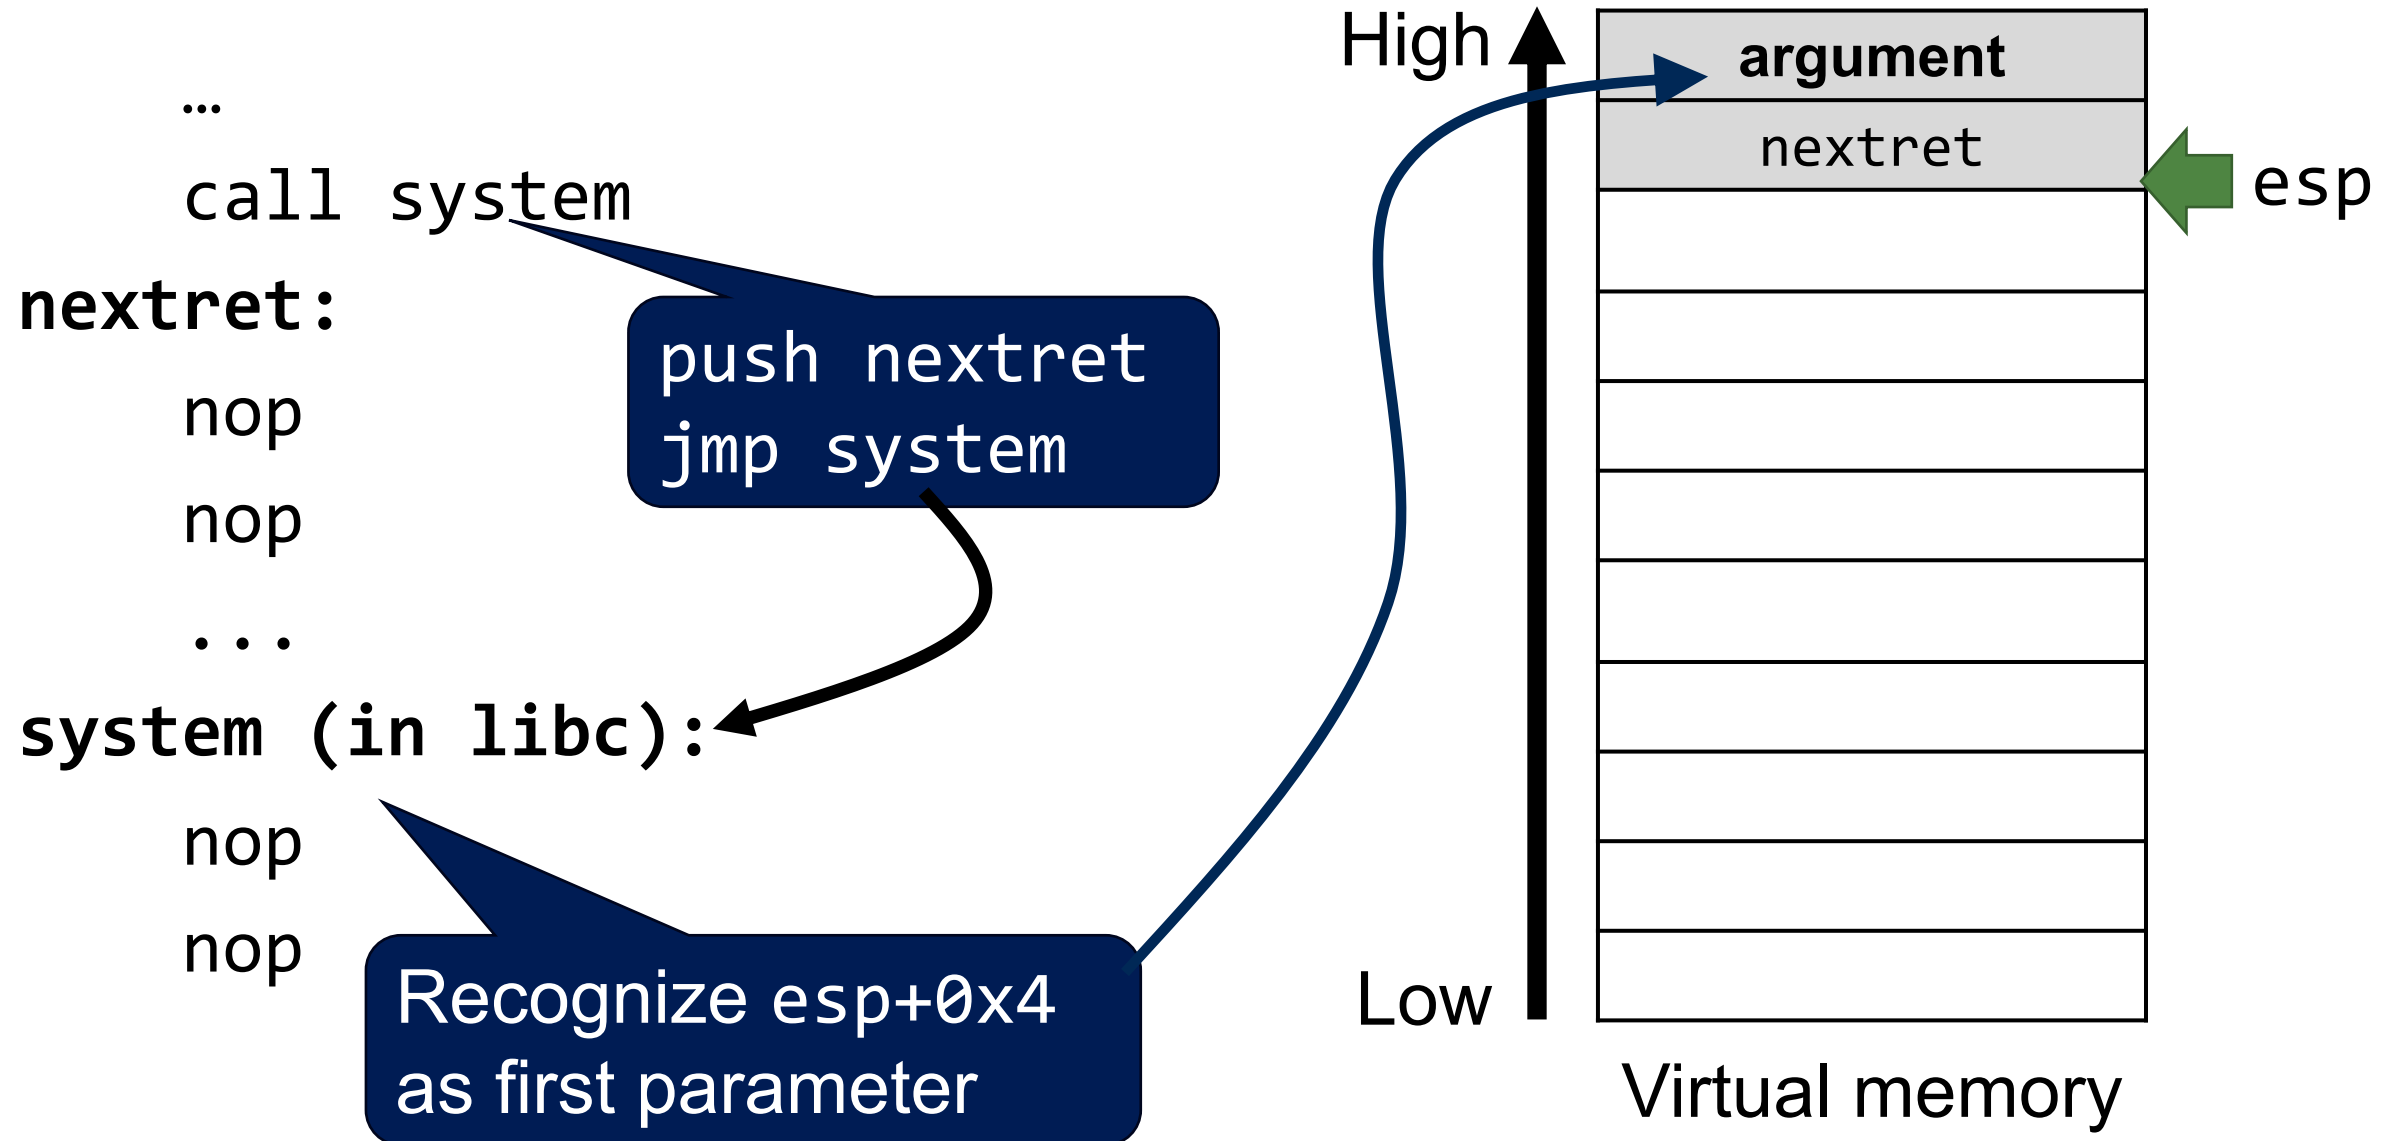 …
call system
nextret:
nop
nop
...
system (in libc):
nop
nop
push nextret
jmp system
Recognize esp+0x4
as first parameter
High
Low
argument
nextret
esp
Virtual memory